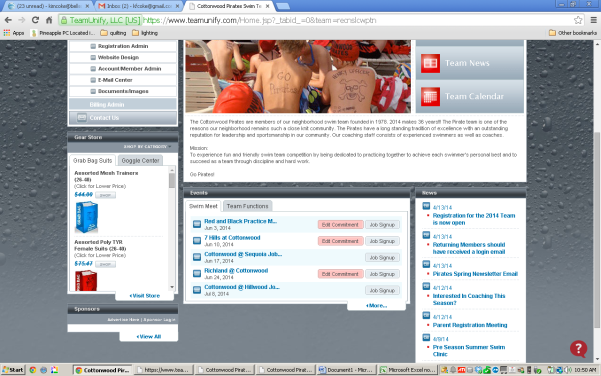 (23 unread) - kincoke@bell
Inbox (4) - kfcoke@gmail
Cottonwood Pirates Swim T
TeamUnify, LLC [US] https://www.teamunify.com/Home.jsp?_tabid_=0&team=recnslcvptn
Apps
Pineapple PC Located i
quilting
lighting
Other bookmarks
Registration Admin
Website Design
Account/Member Admin
E-Mail Center
Documents/Images
Billing Admin
Contact Us
Gear Store
SHOP BY CATEGORY
Grab Bag Suits
Goggle Center
Assorted Mesh Trainers
(26-40)
(Click for Lower Price)
$44.99
SHOP
Assorted Poly TYR
Female Suits (26-40)
(Click for Lower Price)
$75.47
SHOP
+Visit Store
Sponsors
Advertise Here | Sponsor Log
+View All
GO
PIRATES
Team News
Team Calendar
The Cottonwood Pirates are members of our neighborhood swim team founded in 1978. 2014 makes 36 years!! The Pirate team is one of the
reasons our neighborhood remains such a close knit community. The Pirates have a long standing tradition of excellence with an outstanding
reputation for leadership and sportsmanship in our community. Our coaching staff consists of experienced swimmers as well as coaches.
Mission:
To experience fun and friendly swim team competition by being dedicated to practicing together to achieve each swimmer's personal best and to
succeed as a team through discipline and hard work.
Go Pirates!
Events
Swim Meet
Team Functions
Red and Black Practice M...
Jun 3, 2014
Edit Commitment
Job Signup
7 Hills at Cottonwood
Jun 10, 2014
Edit Commitment
Job Signup
Cottonwood @ Sequoia Job...
Jun 17, 2014
Job Signup
Richland @ Cottonwood
Jun 24, 2014
Edit Commitment
Job Signup
Cottonwood @ Hillwood Jo...
Jul 8, 2014
Job Signup
+More...
News
4/13/14
Registration for the 2014 Team
is now open
4/13/14
Returning Members should
have received a login email
4/13/14
Pirates Spring Newsletter Email
4/12/14
Interested In Coaching This
Season?
4/12/14
Parent Registration Meeting
4/9/14
Pre Season Summer Swim
Clinic
Start
Cottonwood Pir...
https://www.tea...
Cottonwood Pirat...
Cottonwood Pirat...
Document1 - Micr...
Microsoft Excel no...
10:50 AM